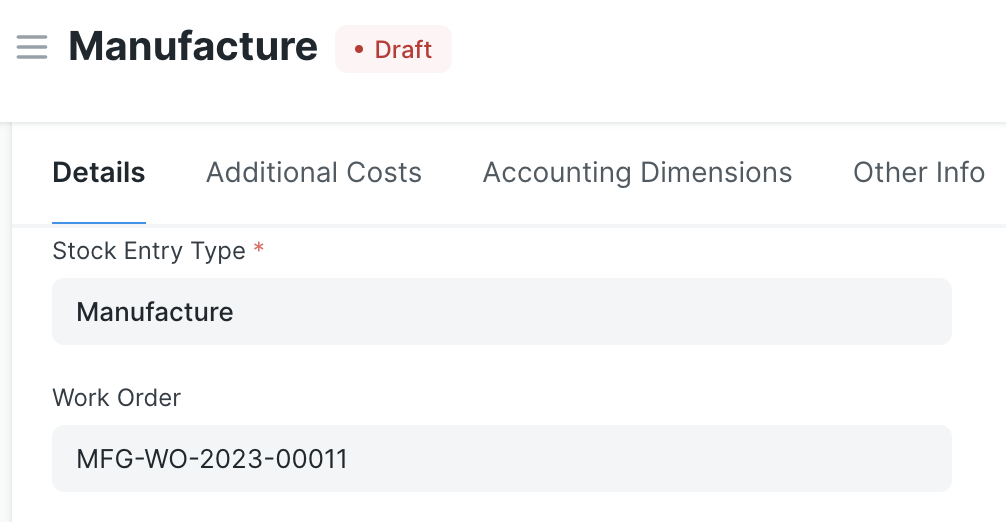 Manufacture • Draft
Details Additional Costs Accounting Dimensions Other Info
Stock Entry Type *
Manufacture
Work Order
MFG-WO-2023-00011